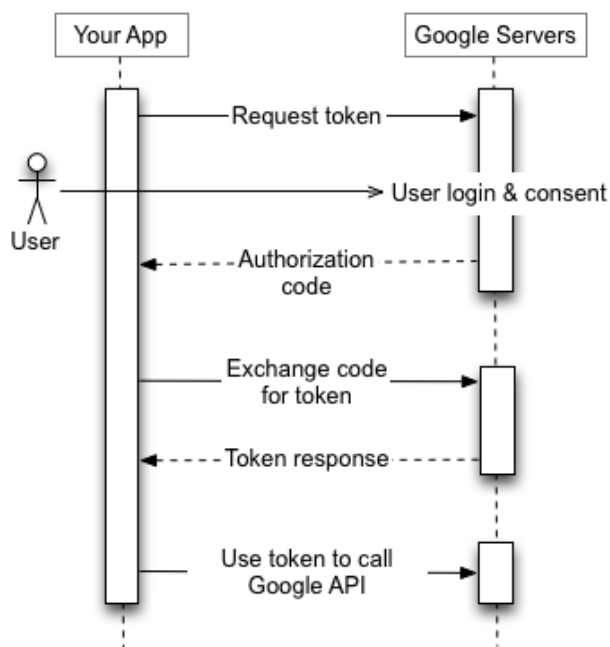 Your App
Google Servers
Request token
User login & consent
User
Authorization
code
Exchange code
for token
Token response
Use token to call
Google API